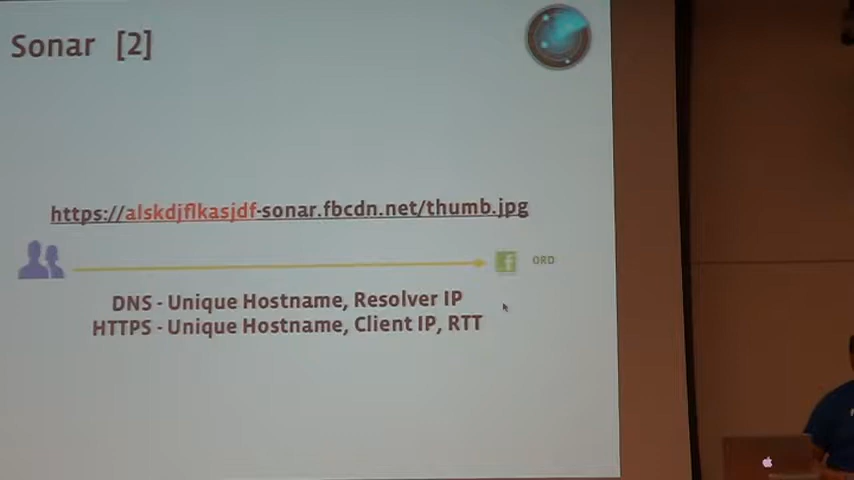 Sonar [2]
https://alskdjflkasjdf-sonar.fbcdn.net/thumb.jpg
f ORD
DNS - Unique Hostname, Resolver IP
HTTPS - Unique Hostname, Client IP, RTT